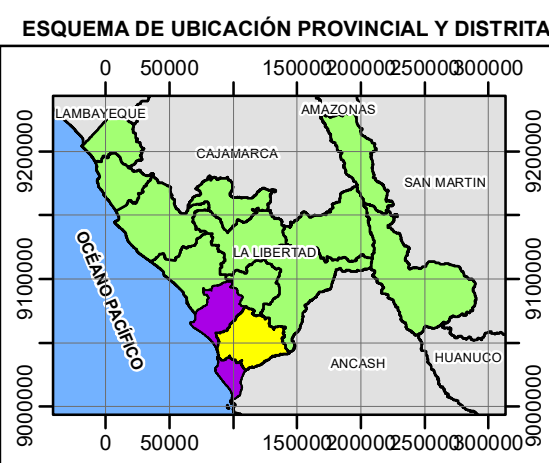 ESQUEMA DE UBICACIÓN PROVINCIAL Y DISTRITA
0 50000 150000 200000 250000 300000
LAMBAYEQUE
AMAZONAS
9200000
9200000
CAJAMARCA
SAN MARTIN
OCÉANO PACÍFICO
LA LIBERTAD
9100000
9100000
ANCASH
HUANUCO
9000000
9000000
0 50000 150000 200000 250000 300000